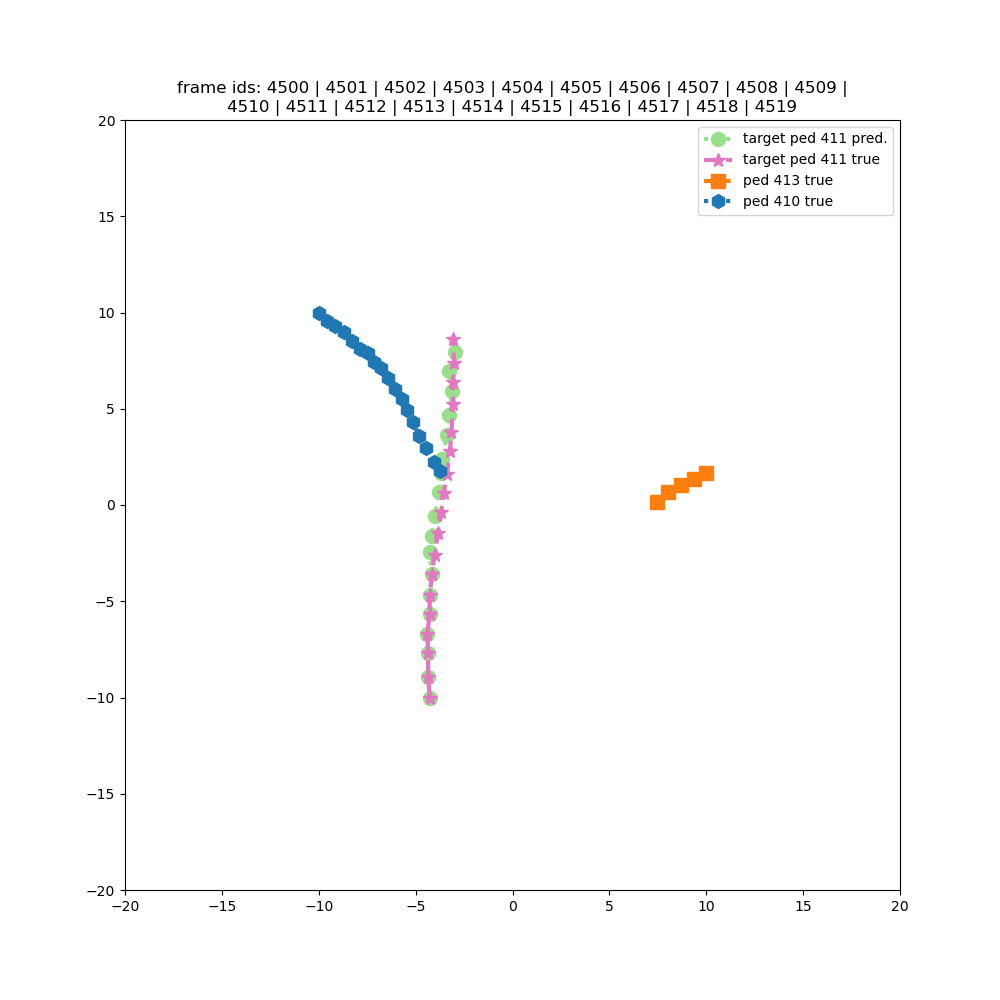 frame ids: 4500 | 4501 | 4502 | 4503 | 4504 | 4505 | 4506 | 4507 | 4508 | 4509 |
4510 | 4511 | 4512 | 4513 | 4514 | 4515 | 4516 | 4517 | 4518 | 4519
target ped 411 pred.
target ped 411 true
ped 413 true
ped 410 true
20
15
10
5
0
−5
−10
−15
−20
−20 −15 −10 −5 0 5 10 15 20